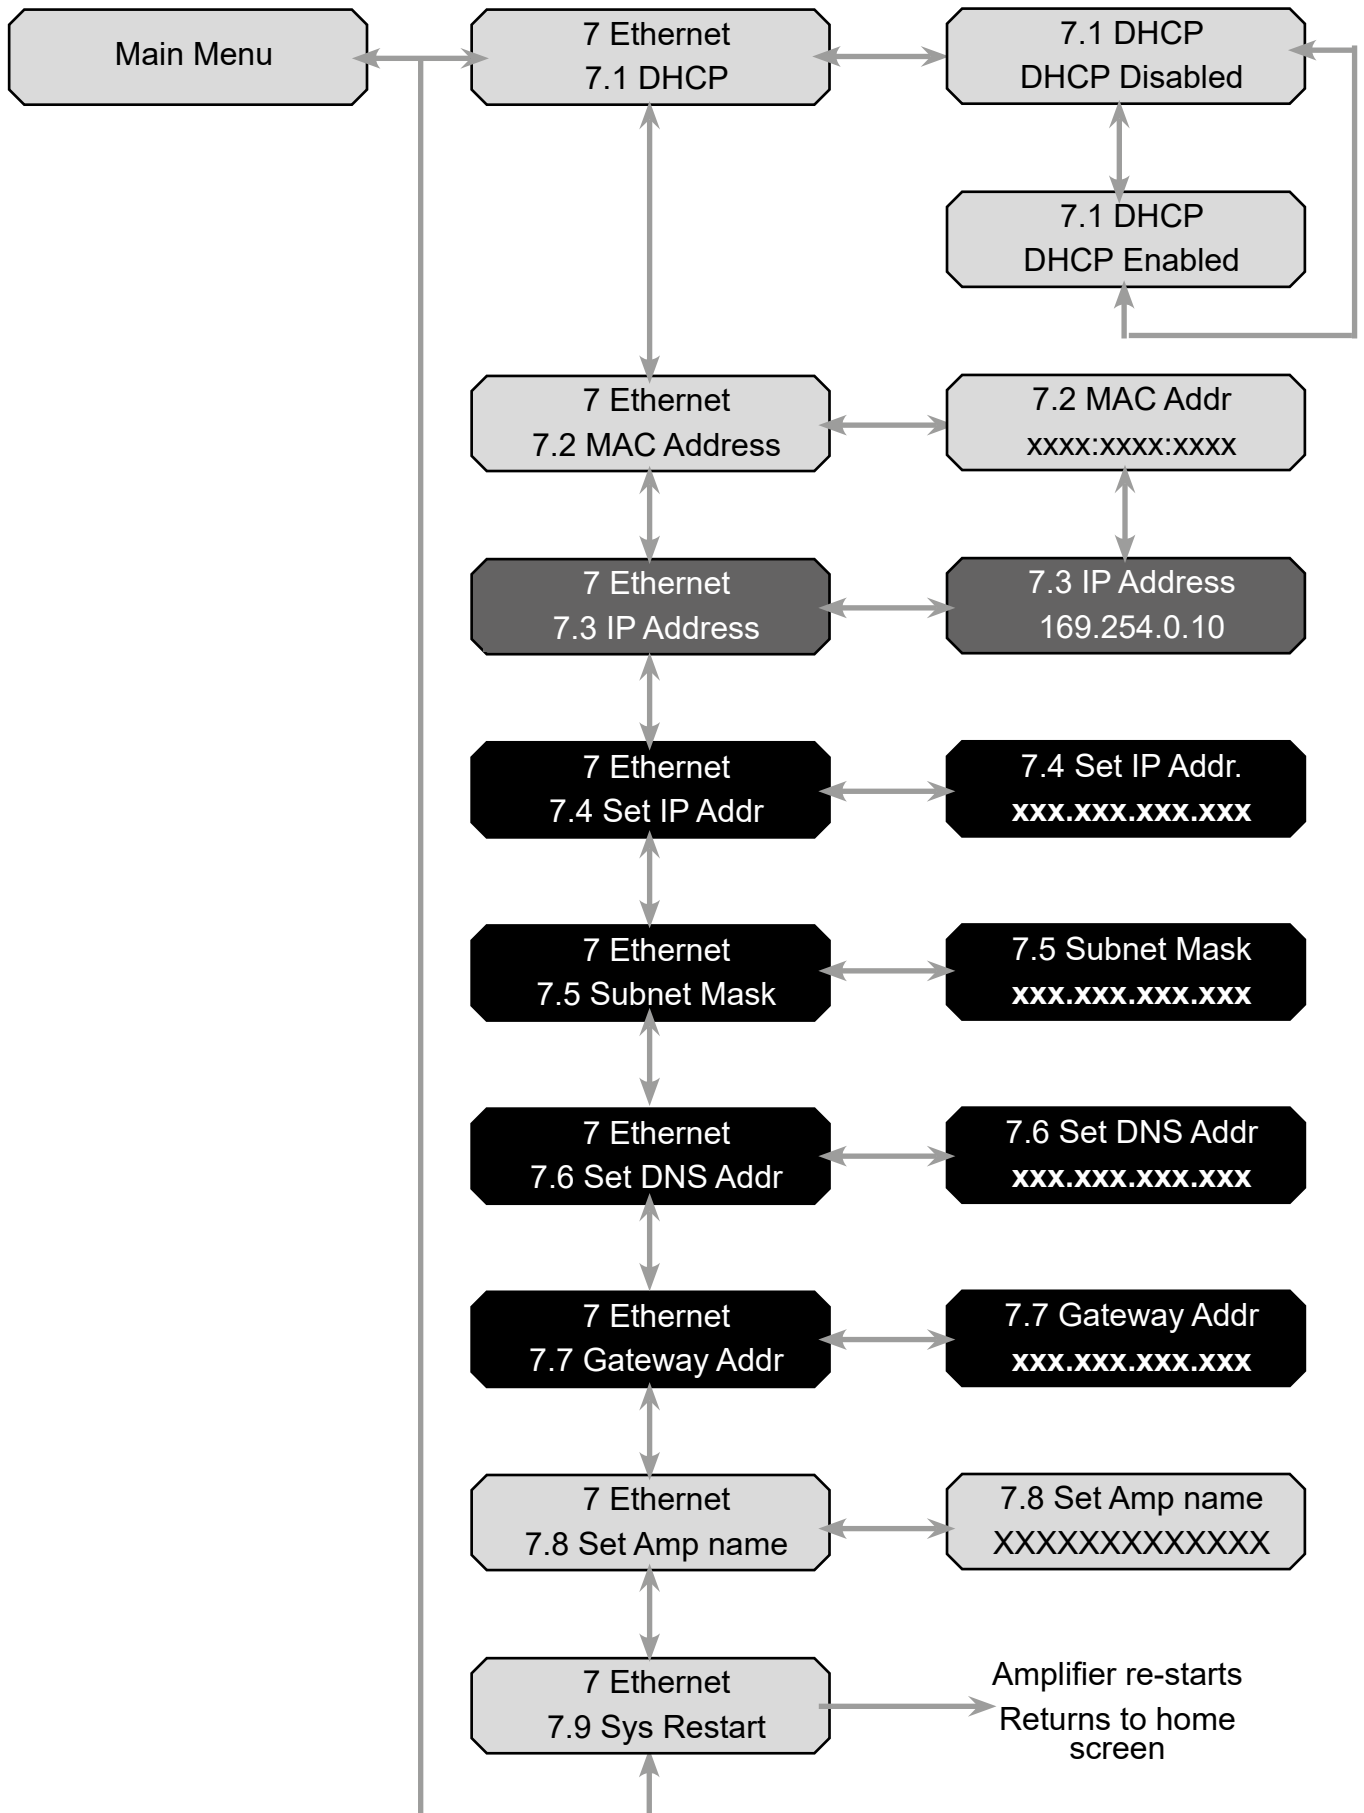 Main Menu
7 Ethernet
7.1 DHCP
7.1 DHCP
DHCP Disabled
7.1 DHCP
DHCP Enabled
7 Ethernet
7.2 MAC Address
7.2 MAC Addr
xxxx:xxxx:xxxx
7 Ethernet
7.3 IP Address
7.3 IP Address
169.254.0.10
7 Ethernet
7.4 Set IP Addr
7.4 Set IP Addr.
xxx.xxx.xxx.xxx
7 Ethernet
7.5 Subnet Mask
7.5 Subnet Mask
xxx.xxx.xxx.xxx
7 Ethernet
7.6 Set DNS Addr
7.6 Set DNS Addr
xxx.xxx.xxx.xxx
7 Ethernet
7.7 Gateway Addr
7.7 Gateway Addr
xxx.xxx.xxx.xxx
7 Ethernet
7.8 Set Amp name
7.8 Set Amp name
XXXXXXXXXXXXX
7 Ethernet
7.9 Sys Restart
Amplifier re-starts
Returns to home
screen